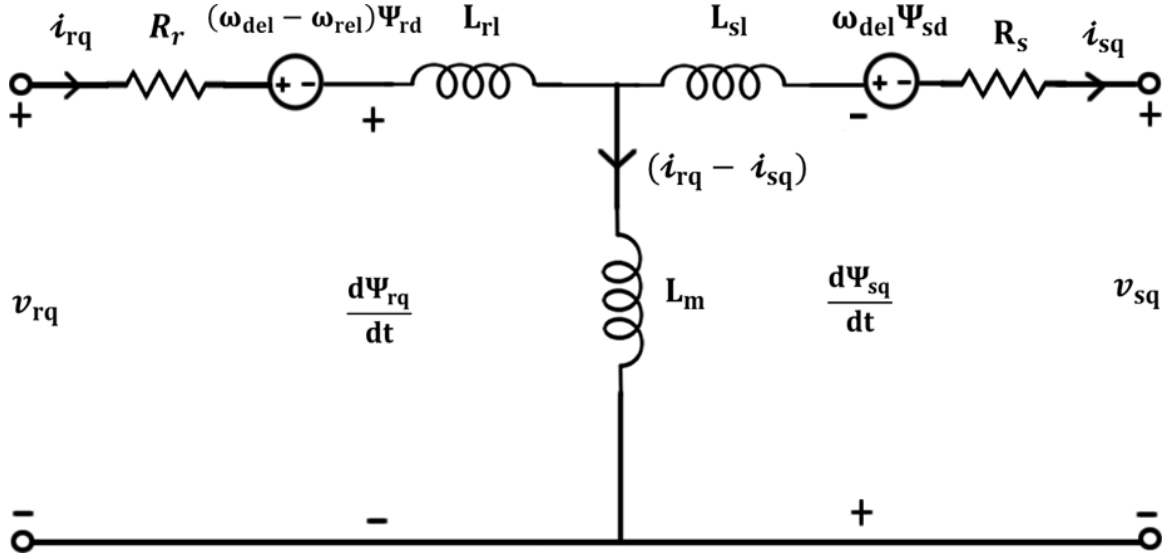 i_rq R_r (ω_del − ω_rel)Ψ_rd L_rl L_sl ω_del Ψ_sd R_s i_sq
+ − + −
+ + − +
(i_rq − i_sq)
v_rq dΨ_rq/dt L_m dΨ_sq/dt v_sq
− − + −